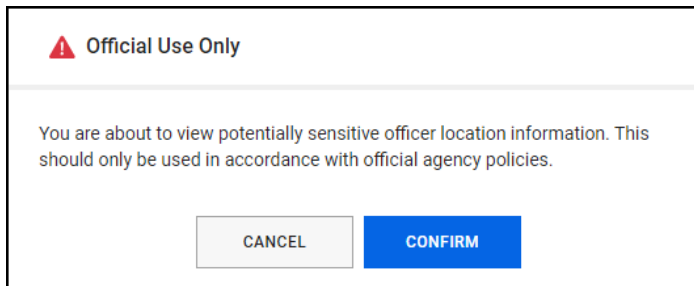 Official Use Only
You are about to view potentially sensitive officer location information. This
should only be used in accordance with official agency policies.
CANCEL
CONFIRM